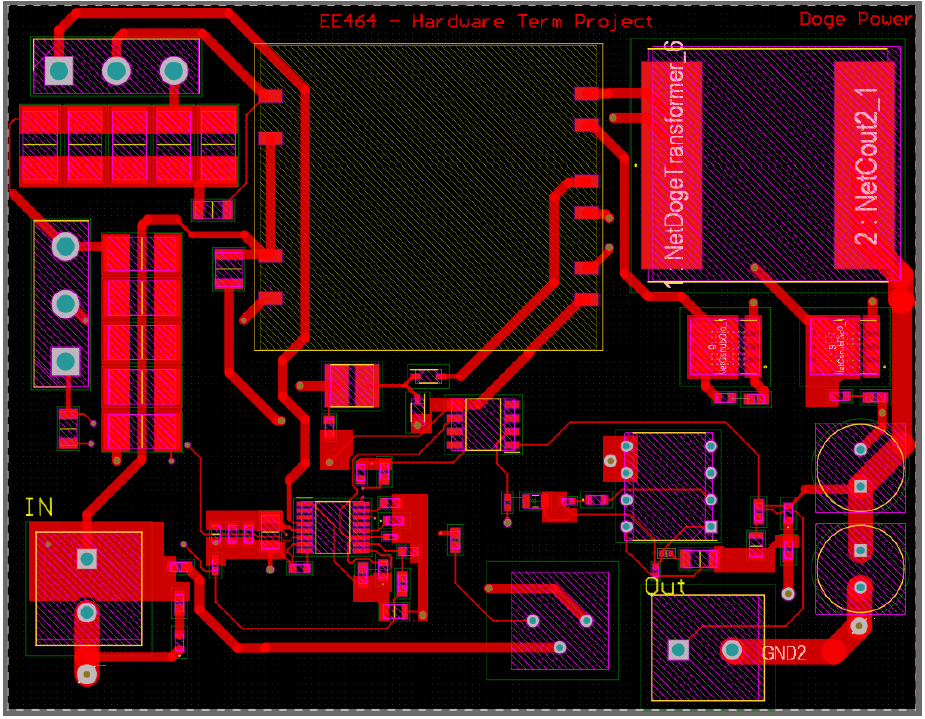 EE464 - Hardware Term Project
Doge Power
1 : NetDogeTransformer_6
2 : NetCout2_1
IN
Out
GND2